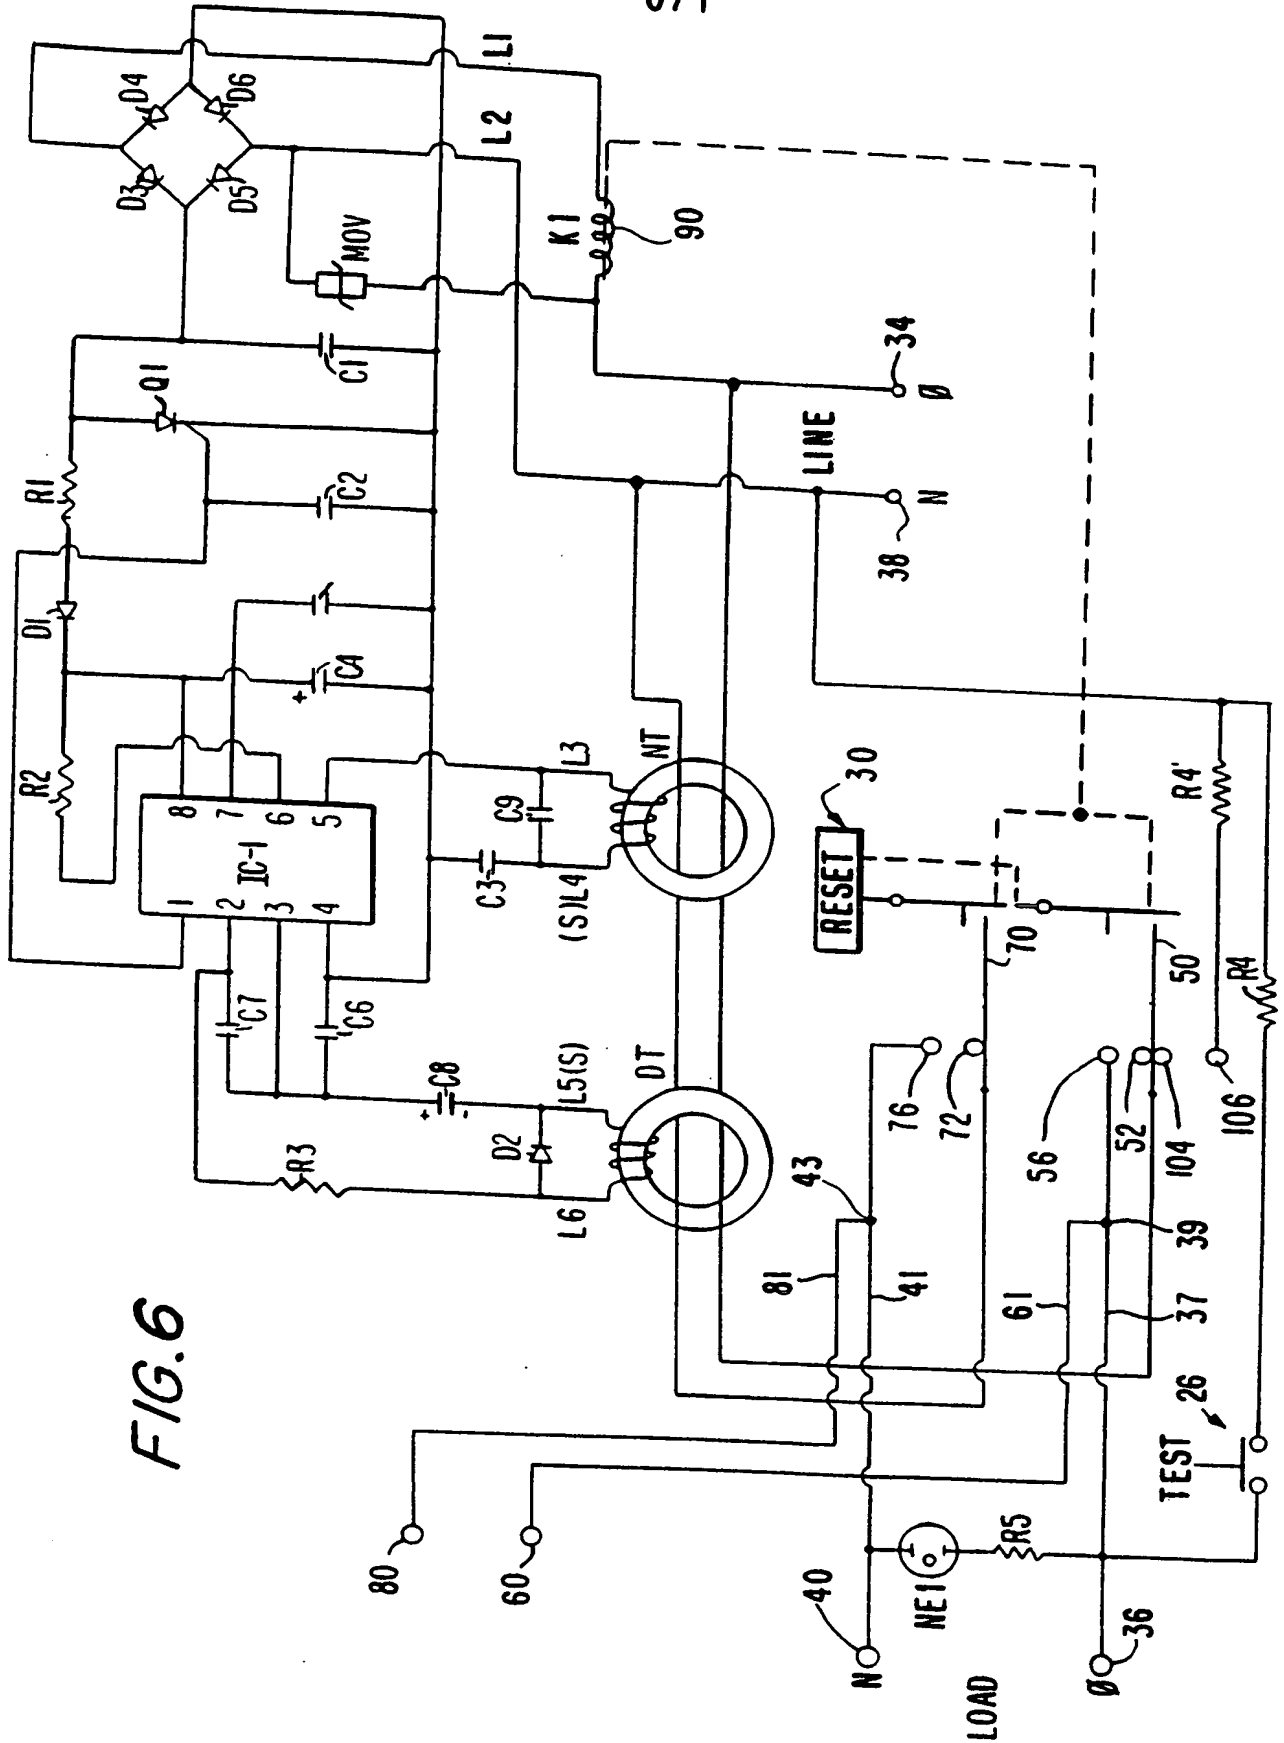 FIG.6
L1
L2
D4
D6
D3
D5
MOV
K1
90
C1
Q1
R1
C2
D1
C4
+
R2
IC-1
1
2
3
4
5
6
7
8
C7
C6
C8
+
-
R3
D2
L5(S)
L6
DT
C3
C9
L3
(S)L4
NT
34
Ø
LINE
N
38
RESET
30
70
50
R4'
R4
76
72
56
52
104
106
43
81
41
61
39
37
TEST
26
80
60
40
N
NE1
R5
LOAD
Ø
36